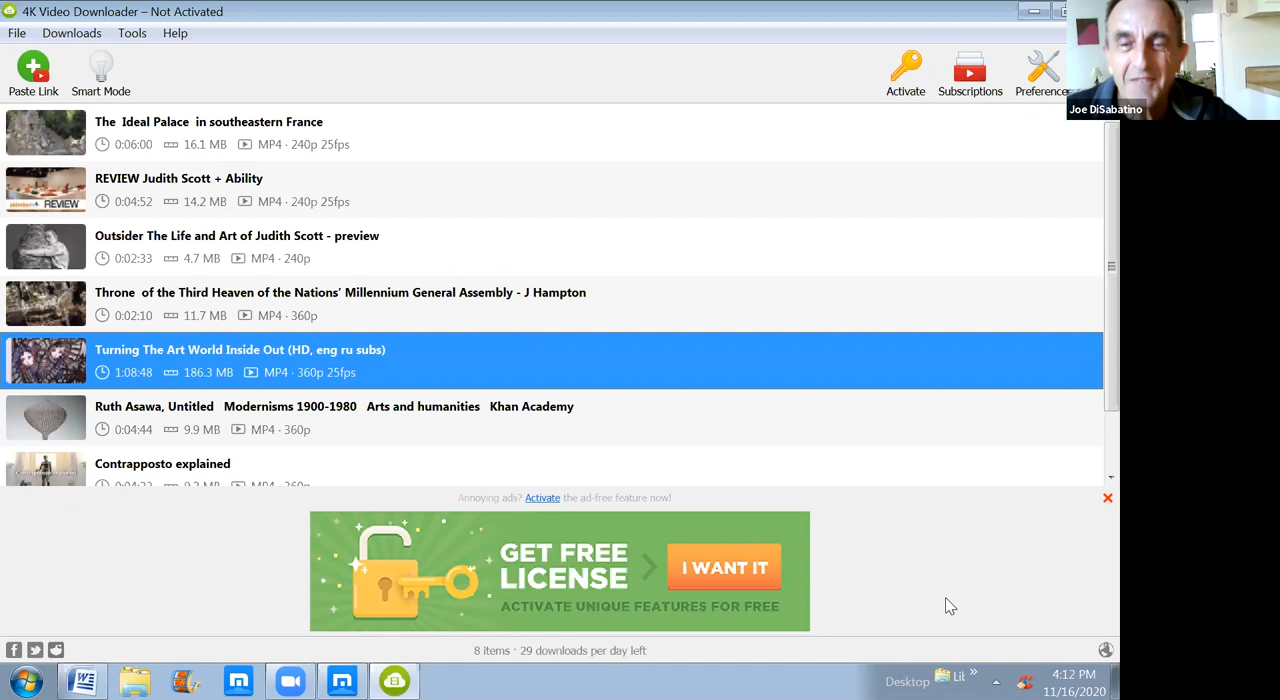 4K Video Downloader – Not Activated
File Downloads Tools Help
Paste Link Smart Mode Activate Subscriptions Preferences
Joe DiSabatino
The Ideal Palace in southeastern France
0:06:00 16.1 MB MP4 · 240p 25fps
REVIEW Judith Scott + Ability
REVIEW
0:04:52 14.2 MB MP4 · 240p 25fps
Outsider The Life and Art of Judith Scott - preview
0:02:33 4.7 MB MP4 · 240p
Throne of the Third Heaven of the Nations’ Millennium General Assembly - J Hampton
0:02:10 11.7 MB MP4 · 360p
Turning The Art World Inside Out (HD, eng ru subs)
1:08:48 186.3 MB MP4 · 360p 25fps
Ruth Asawa, Untitled Modernisms 1900-1980 Arts and humanities Khan Academy
0:04:44 9.9 MB MP4 · 360p
Contrapposto explained
Annoying ads? Activate the ad-free feature now!
GET FREE
LICENSE
I WANT IT
ACTIVATE UNIQUE FEATURES FOR FREE
8 items · 29 downloads per day left
Desktop
4:12 PM
11/16/2020